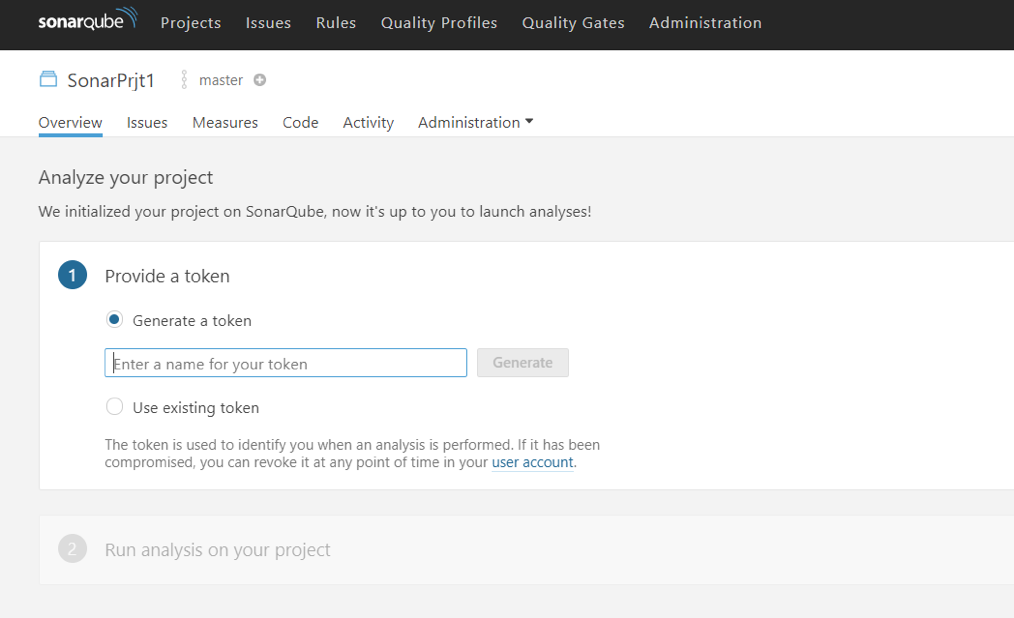 sonarqube Projects Issues Rules Quality Profiles Quality Gates Administration
SonarPrjt1 master
Overview Issues Measures Code Activity Administration
Analyze your project
We initialized your project on SonarQube, now it's up to you to launch analyses!
1 Provide a token
Generate a token
Enter a name for your token Generate
Use existing token
The token is used to identify you when an analysis is performed. If it has been
compromised, you can revoke it at any point of time in your user account.
2 Run analysis on your project